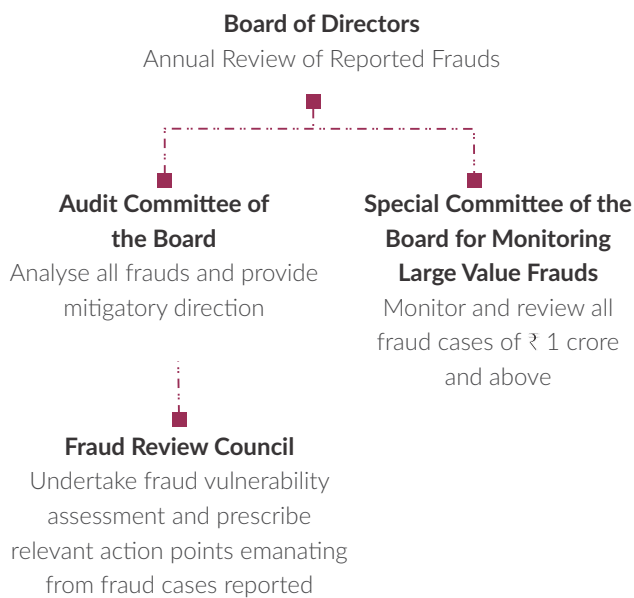 Board of Directors
Annual Review of Reported Frauds
Audit Committee of
the Board
Analyse all frauds and provide
mitigatory direction
Special Committee of the
Board for Monitoring
Large Value Frauds
Monitor and review all
fraud cases of ₹ 1 crore
and above
Fraud Review Council
Undertake fraud vulnerability
assessment and prescribe
relevant action points emanating
from fraud cases reported